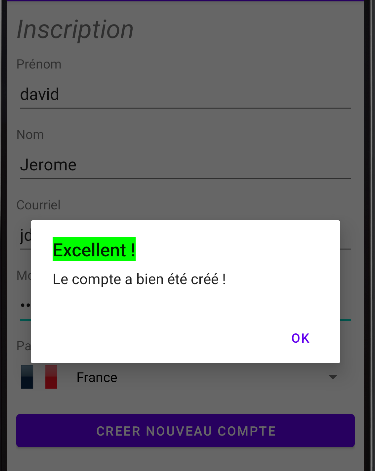 Inscription
Prénom
david
Nom
Jerome
Courriel
Excellent !
Le compte a bien été créé !
OK
France
CREER NOUVEAU COMPTE